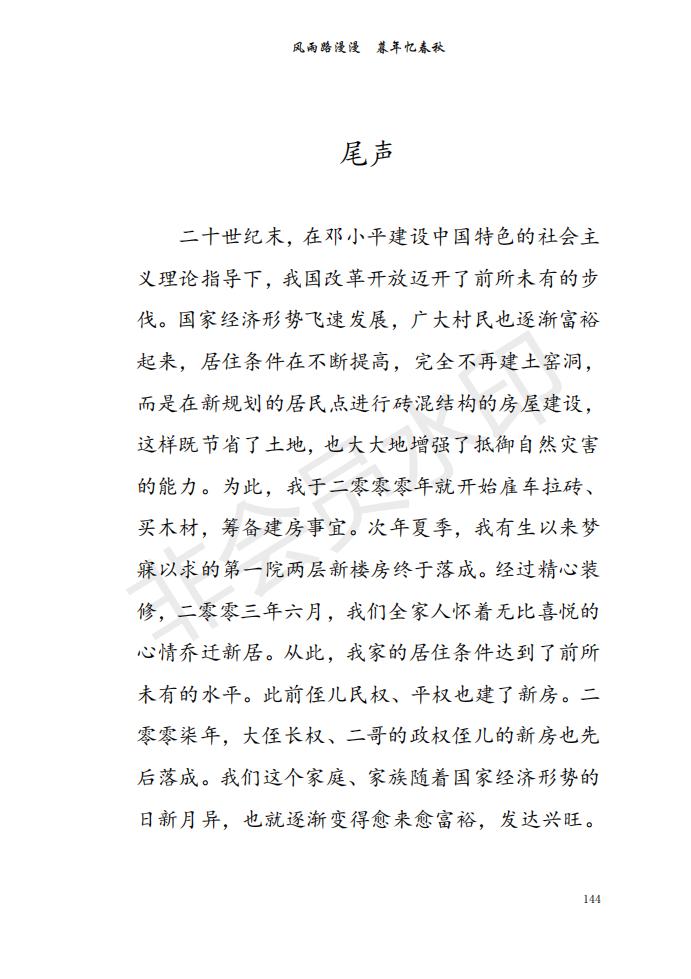 风雨路漫漫　暮年忆春秋
尾声
二十世纪末，在邓小平建设中国特色的社会主
义理论指导下，我国改革开放迈开了前所未有的步
伐。国家经济形势飞速发展，广大村民也逐渐富裕
起来，居住条件在不断提高，完全不再建土窑洞，
而是在新规划的居民点进行砖混结构的房屋建设，
这样既节省了土地，也大大地增强了抵御自然灾害
的能力。为此，我于二零零零年就开始雇车拉砖、
买木材，筹备建房事宜。次年夏季，我有生以来梦
寐以求的第一院两层新楼房终于落成。经过精心装
修，二零零三年六月，我们全家人怀着无比喜悦的
心情乔迁新居。从此，我家的居住条件达到了前所
未有的水平。此前侄儿民权、平权也建了新房。二
零零柒年，大侄长权、二哥的政权侄儿的新房也先
后落成。我们这个家庭、家族随着国家经济形势的
日新月异，也就逐渐变得愈来愈富裕，发达兴旺。
144
非会员水印